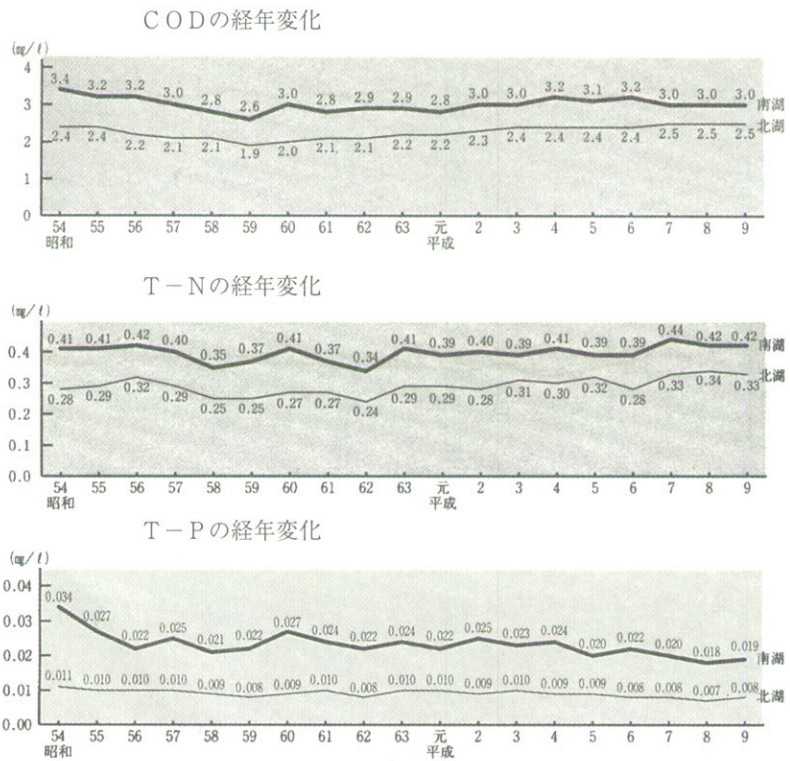 CODの経年変化
(㎎/ℓ)
4
3.4 3.2 3.2 3.0 2.8 2.6 3.0 2.8 2.9 2.9 2.8 3.0 3.0 3.2 3.1 3.2 3.0 3.0 3.0
3 南湖
北湖
2.4 2.4 2.2 2.1 2.1 1.9 2.0 2.1 2.1 2.2 2.2 2.3 2.4 2.4 2.4 2.4 2.5 2.5 2.5
2
1
0
54 55 56 57 58 59 60 61 62 63 元 2 3 4 5 6 7 8 9
昭和 平成
T-Nの経年変化
(㎎/ℓ)
0.41 0.41 0.42 0.40 0.35 0.37 0.41 0.37 0.34 0.41 0.39 0.40 0.39 0.41 0.39 0.39 0.44 0.42 0.42
0.4 南湖
0.3 北湖
0.28 0.29 0.32 0.29 0.25 0.25 0.27 0.27 0.24 0.29 0.29 0.28 0.31 0.30 0.32 0.28 0.33 0.34 0.33
0.2
0.1
0.0
54 55 56 57 58 59 60 61 62 63 元 2 3 4 5 6 7 8 9
昭和 平成
T-Pの経年変化
(㎎/ℓ)
0.04
0.034 0.027 0.022 0.025 0.021 0.022 0.027 0.024 0.022 0.024 0.022 0.025 0.023 0.024 0.020 0.022 0.020 0.018 0.019
0.03
0.02 南湖
0.011 0.010 0.010 0.010 0.009 0.008 0.009 0.010 0.008 0.010 0.010 0.009 0.010 0.009 0.009 0.008 0.008 0.007 0.008
0.01 北湖
0.00
54 55 56 57 58 59 60 61 62 63 元 2 3 4 5 6 7 8 9
昭和 平成